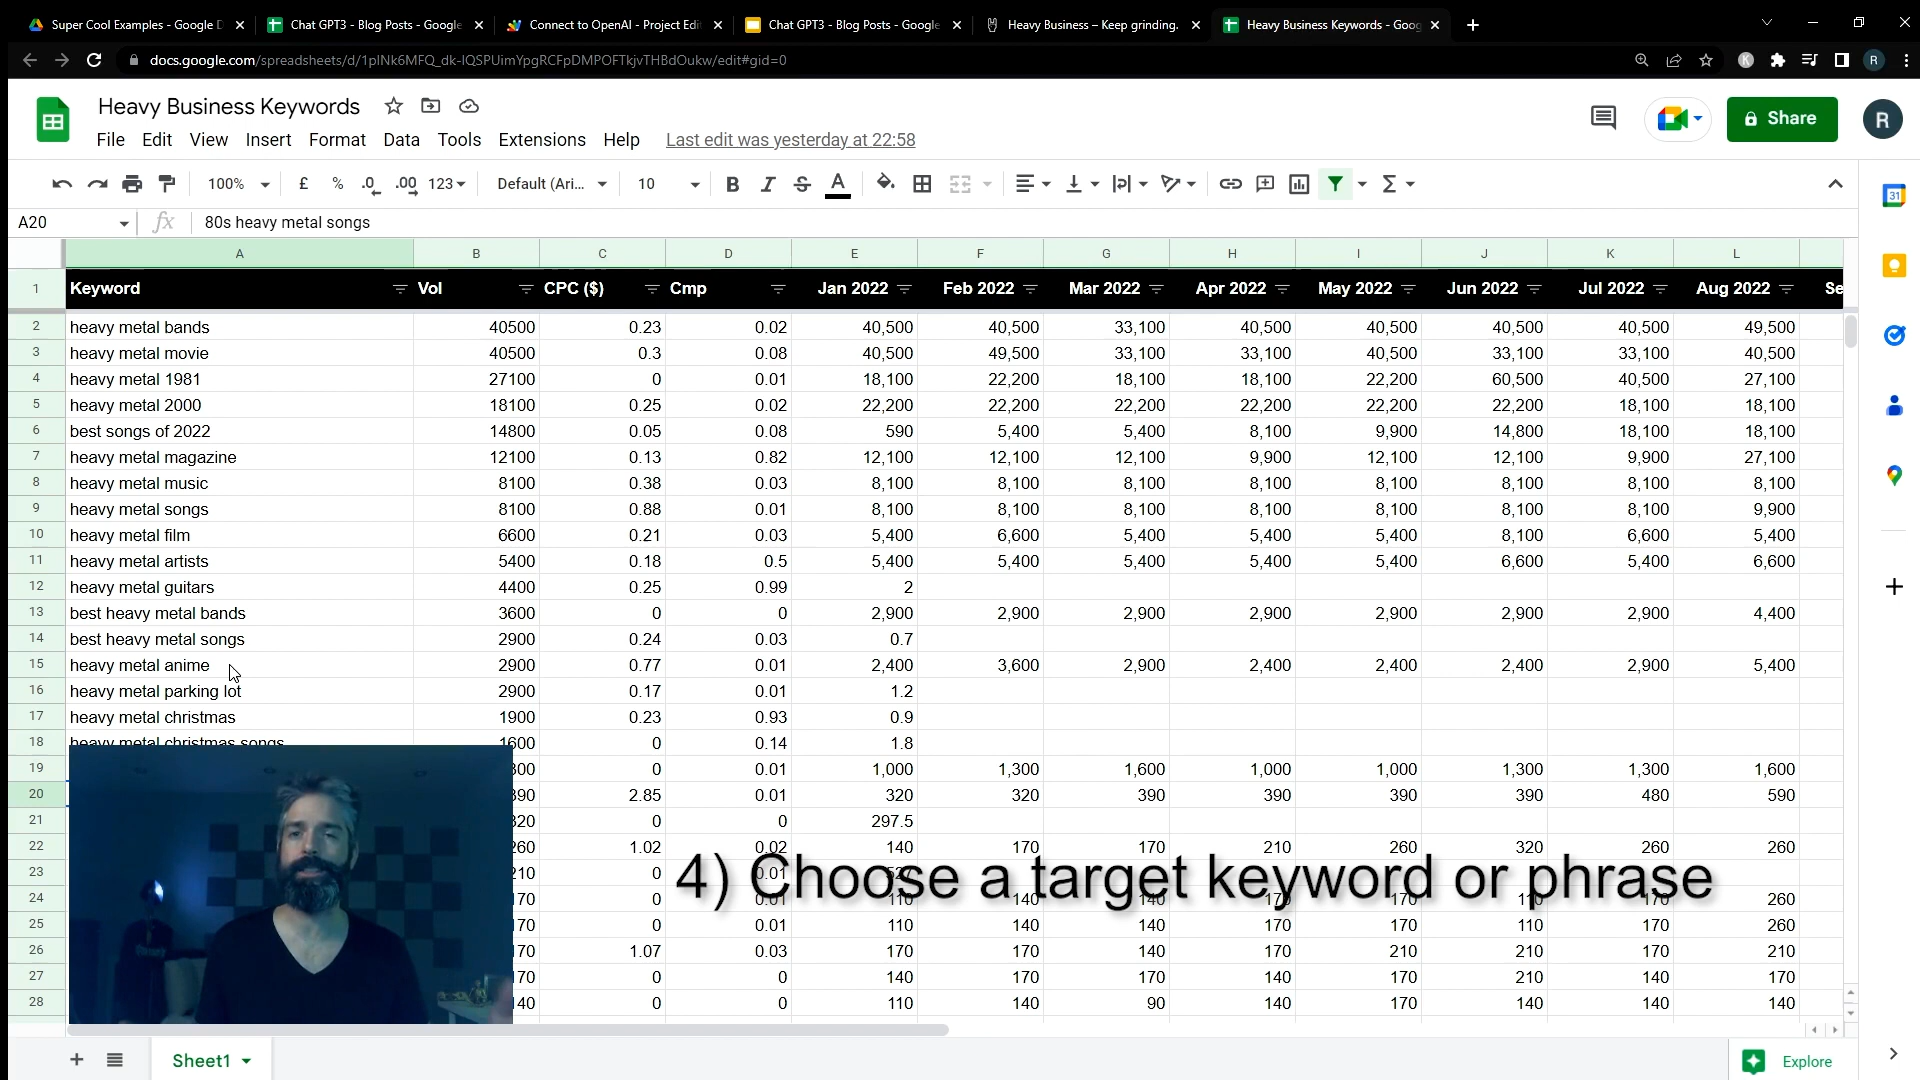 Super Cool Examples - Google D
Chat GPT3 - Blog Posts - Google
Connect to OpenAI - Project Edit
Chat GPT3 - Blog Posts - Google
Heavy Business – Keep grinding.
Heavy Business Keywords - Goog
docs.google.com/spreadsheets/d/1pINk6MFQ_dk-IQSPUimYpgRCFpDMPOFTkjvTHBdOukw/edit#gid=0
K
R
Heavy Business Keywords
Share
R
File Edit View Insert Format Data Tools Extensions Help Last edit was yesterday at 22:58
100% £ % .0 .00 123 Default (Ari... 10 B I S A Σ
31
A20 fx 80s heavy metal songs
A B C D E F G H I J K L
1 Keyword Vol CPC ($) Cmp Jan 2022 Feb 2022 Mar 2022 Apr 2022 May 2022 Jun 2022 Jul 2022 Aug 2022 Se
2 heavy metal bands 40500 0.23 0.02 40,500 40,500 33,100 40,500 40,500 40,500 40,500 49,500
3 heavy metal movie 40500 0.3 0.08 40,500 49,500 33,100 33,100 40,500 33,100 33,100 40,500
4 heavy metal 1981 27100 0 0.01 18,100 22,200 18,100 18,100 22,200 60,500 40,500 27,100
5 heavy metal 2000 18100 0.25 0.02 22,200 22,200 22,200 22,200 22,200 22,200 18,100 18,100
6 best songs of 2022 14800 0.05 0.08 590 5,400 5,400 8,100 9,900 14,800 18,100 18,100
7 heavy metal magazine 12100 0.13 0.82 12,100 12,100 12,100 9,900 12,100 12,100 9,900 27,100
8 heavy metal music 8100 0.38 0.03 8,100 8,100 8,100 8,100 8,100 8,100 8,100 8,100
9 heavy metal songs 8100 0.88 0.01 8,100 8,100 8,100 8,100 8,100 8,100 8,100 9,900
10 heavy metal film 6600 0.21 0.03 5,400 6,600 5,400 5,400 5,400 8,100 6,600 5,400
11 heavy metal artists 5400 0.18 0.5 5,400 5,400 5,400 5,400 5,400 6,600 5,400 6,600
12 heavy metal guitars 4400 0.25 0.99 2
13 best heavy metal bands 3600 0 0 2,900 2,900 2,900 2,900 2,900 2,900 2,900 4,400
14 best heavy metal songs 2900 0.24 0.03 0.7
15 heavy metal anime 2900 0.77 0.01 2,400 3,600 2,900 2,400 2,400 2,400 2,900 5,400
16 heavy metal parking lot 2900 0.17 0.01 1.2
17 heavy metal christmas 1900 0.23 0.93 0.9
18 heavy metal christmas songs 1600 0 0.14 1.8
19 300 0 0.01 1,000 1,300 1,600 1,000 1,000 1,300 1,300 1,600
20 390 2.85 0.01 320 320 390 390 390 390 480 590
21 320 0 0 297.5
22 260 1.02 0.02 140 170 170 210 260 320 260 260
4) Choose a target keyword or phrase
23 210 0 0.01
24 170 0 0.01 110 140 140 170 170 110 170 260
25 170 0 0.01 110 140 140 170 170 110 170 260
26 170 1.07 0.03 170 170 140 170 210 210 170 210
27 170 0 0 140 170 170 140 170 210 140 170
28 140 0 0 110 140 90 140 170 140 140 140
Sheet1
Explore